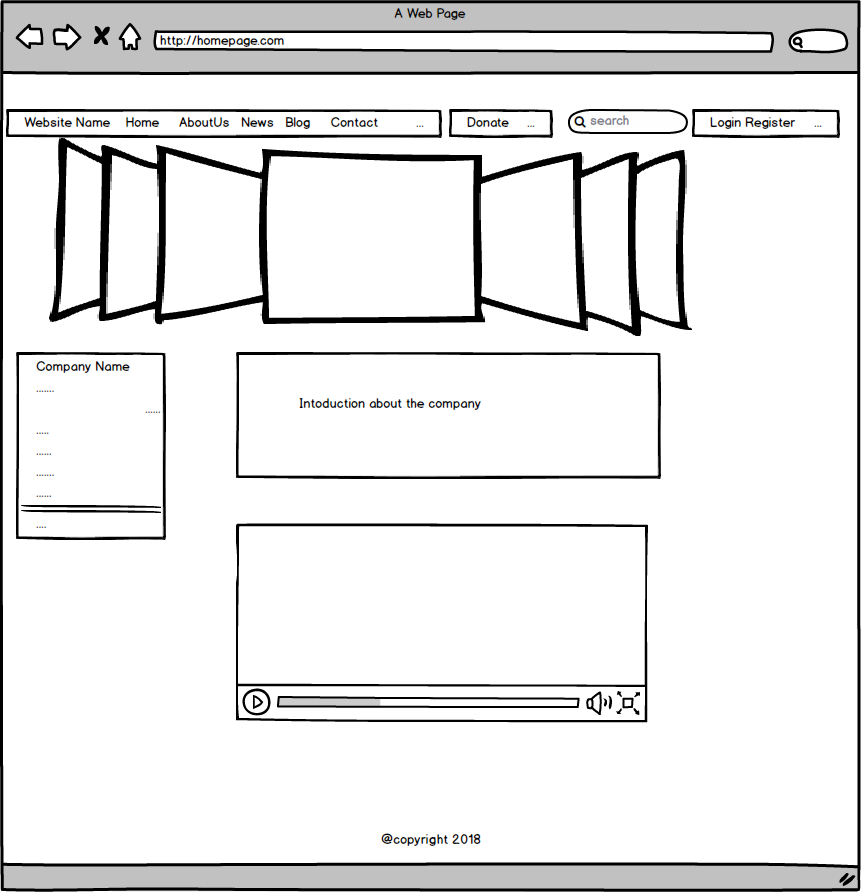 A Web Page
http://homepage.com
Website Name Home AboutUs News Blog Contact ... Donate ... search Login Register ...
Company Name
.......
......
.....
......
.......
......
....
Intoduction about the company
@copyright 2018